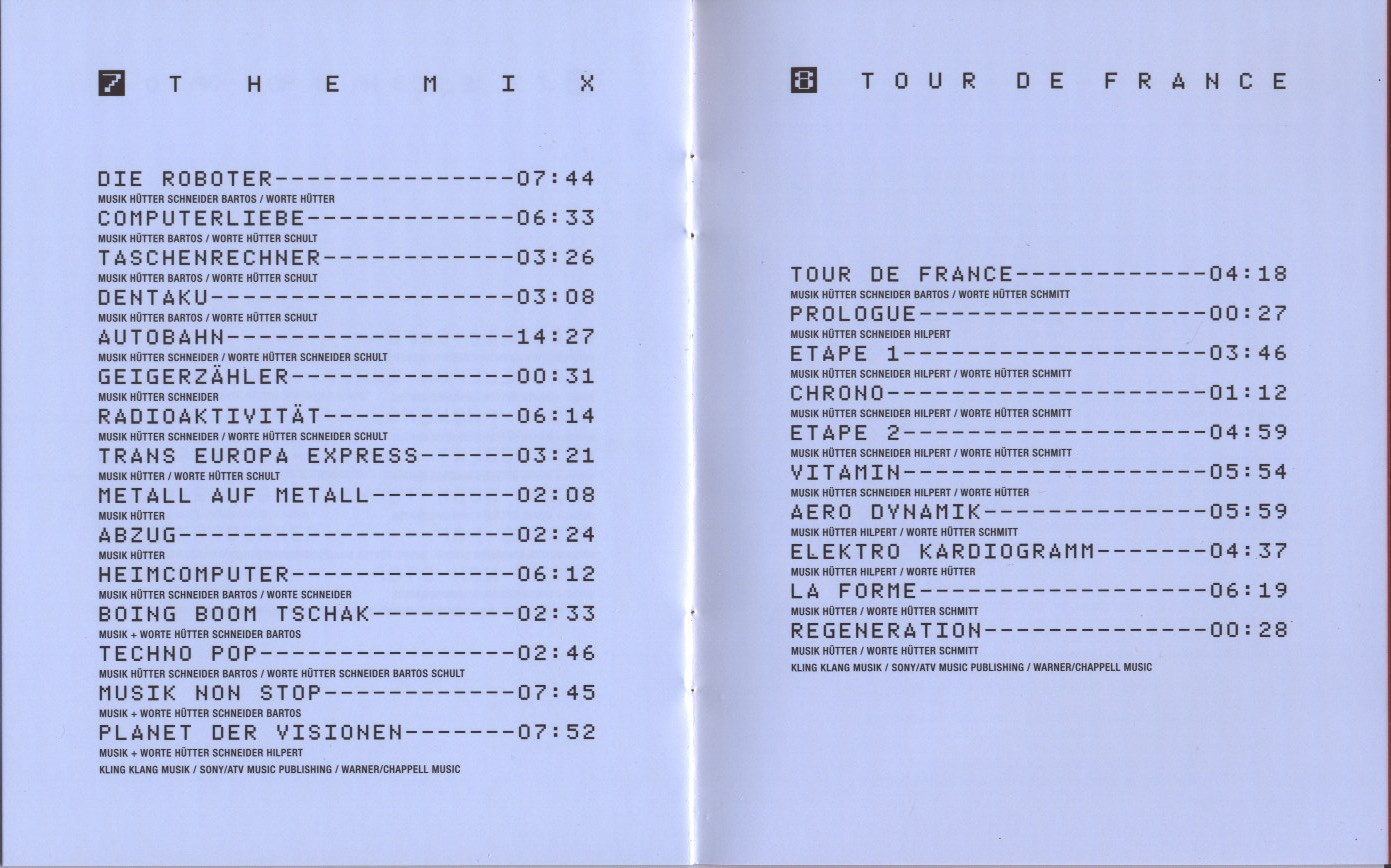 7 THE MIX
DIE ROBOTER---------------07:44
MUSIK HÜTTER SCHNEIDER BARTOS / WORTE HÜTTER
COMPUTERLIEBE-------------06:33
MUSIK HÜTTER BARTOS / WORTE HÜTTER SCHULT
TASCHENRECHNER------------03:26
MUSIK HÜTTER BARTOS / WORTE HÜTTER SCHULT
DENTAKU-------------------03:08
MUSIK HÜTTER BARTOS / WORTE HÜTTER SCHULT
AUTOBAHN------------------14:27
MUSIK HÜTTER SCHNEIDER / WORTE HÜTTER SCHNEIDER SCHULT
GEIGERZÄHLER--------------00:31
MUSIK HÜTTER SCHNEIDER
RADIOAKTIVITÄT------------06:14
MUSIK HÜTTER SCHNEIDER / WORTE HÜTTER SCHNEIDER SCHULT
TRANS EUROPA EXPRESS------03:21
MUSIK HÜTTER / WORTE HÜTTER SCHULT
METALL AUF METALL---------02:08
MUSIK HÜTTER
ABZUG---------------------02:24
MUSIK HÜTTER
HEIMCOMPUTER--------------06:12
MUSIK HÜTTER SCHNEIDER BARTOS / WORTE SCHNEIDER
BOING BOOM TSCHAK---------02:33
MUSIK + WORTE HÜTTER SCHNEIDER BARTOS
TECHNO POP----------------02:46
MUSIK HÜTTER SCHNEIDER BARTOS / WORTE HÜTTER SCHNEIDER BARTOS SCHULT
MUSIK NON STOP------------07:45
MUSIK + WORTE HÜTTER SCHNEIDER BARTOS
PLANET DER VISIONEN-------07:52
MUSIK + WORTE HÜTTER SCHNEIDER HILPERT
KLING KLANG MUSIK / SONY/ATV MUSIC PUBLISHING / WARNER/CHAPPELL MUSIC
8 TOUR DE FRANCE
TOUR DE FRANCE------------04:18
MUSIK HÜTTER SCHNEIDER BARTOS / WORTE HÜTTER SCHMITT
PROLOGUE------------------00:27
MUSIK HÜTTER SCHNEIDER HILPERT
ETAPE 1-------------------03:46
MUSIK HÜTTER SCHNEIDER HILPERT / WORTE HÜTTER SCHMITT
CHRONO--------------------01:12
MUSIK HÜTTER SCHNEIDER HILPERT / WORTE HÜTTER SCHMITT
ETAPE 2-------------------04:59
MUSIK HÜTTER SCHNEIDER HILPERT / WORTE HÜTTER SCHMITT
VITAMIN-------------------05:54
MUSIK HÜTTER SCHNEIDER HILPERT / WORTE HÜTTER
AERO DYNAMIK--------------05:59
MUSIK HÜTTER HILPERT / WORTE HÜTTER SCHMITT
ELEKTRO KARDIOGRAMM-------04:37
MUSIK HÜTTER HILPERT / WORTE HÜTTER
LA FORME------------------06:19
MUSIK HÜTTER / WORTE HÜTTER SCHMITT
REGENERATION--------------00:28
MUSIK HÜTTER / WORTE HÜTTER SCHMITT
KLING KLANG MUSIK / SONY/ATV MUSIC PUBLISHING / WARNER/CHAPPELL MUSIC